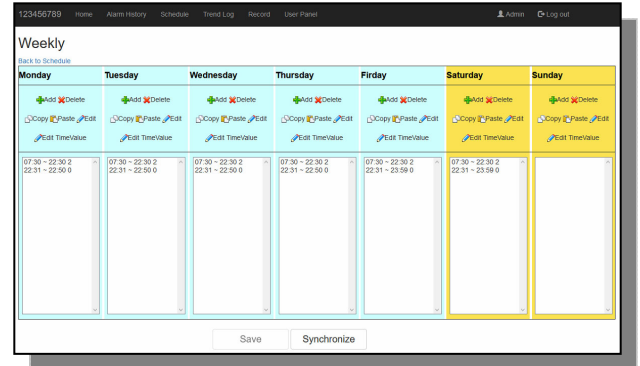 123456789 Home Alarm History Schedule Trend Log Record User Panel Admin Log out
Weekly
Back to Schedule
Monday Tuesday Wednesday Thursday Firday Saturday Sunday
Add Delete Add Delete Add Delete Add Delete Add Delete Add Delete Add Delete
Copy Paste Edit Copy Paste Edit Copy Paste Edit Copy Paste Edit Copy Paste Edit Copy Paste Edit Copy Paste Edit
Edit TimeValue Edit TimeValue Edit TimeValue Edit TimeValue Edit TimeValue Edit TimeValue Edit TimeValue
07:30 ~ 22:30 2 07:30 ~ 22:30 2 07:30 ~ 22:30 2 07:30 ~ 22:30 2 07:30 ~ 22:30 2 07:30 ~ 22:30 2
22:31 ~ 22:50 0 22:31 ~ 22:50 0 22:31 ~ 22:50 0 22:31 ~ 22:50 0 22:31 ~ 23:59 0 22:31 ~ 23:59 0
Save Synchronize